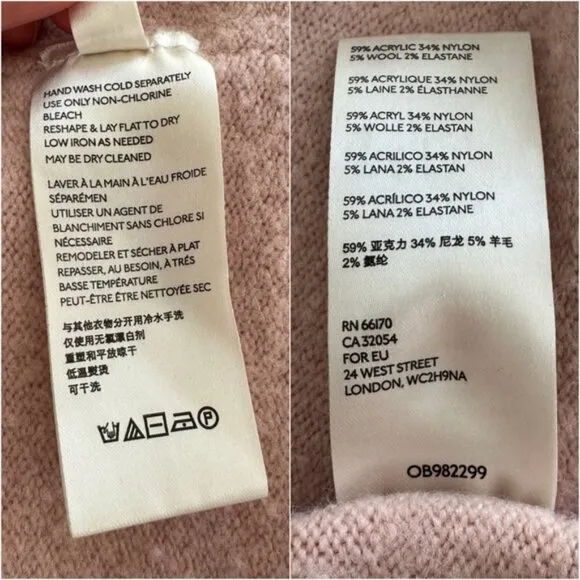 HAND WASH COLD SEPARATELY
USE ONLY NON-CHLORINE
BLEACH
RESHAPE & LAY FLAT TO DRY
LOW IRON AS NEEDED
MAY BE DRY CLEANED
LAVER À LA MAIN À L'EAU FROIDE
SÉPARÉMEN
UTILISER UN AGENT DE
BLANCHIMENT SANS CHLORE SI
NÉCESSAIRE
REMODELER ET SÉCHER À PLAT
REPASSER, AU BESOIN, À TRÉS
BASSE TEMPÉRATURE
PEUT-ÊTRE ÊTRE NETTOYÉE SEC
与其他衣物分开用冷水手洗
仅使用无氯漂白剂
重塑和平放晾干
低温熨烫
可干洗
P
59% ACRYLIC 34% NYLON
5% WOOL 2% ELASTANE
59% ACRYLIQUE 34% NYLON
5% LAINE 2% ÉLASTHANNE
59% ACRYL 34% NYLON
5% WOLLE 2% ELASTAN
59% ACRILICO 34% NYLON
5% LANA 2% ELASTAN
59% ACRÍLICO 34% NYLON
5% LANA 2% ELASTANE
59% 亚克力 34% 尼龙 5% 羊毛
2% 氨纶
RN 66170
CA 32054
FOR EU
24 WEST STREET
LONDON, WC2H9NA
OB982299